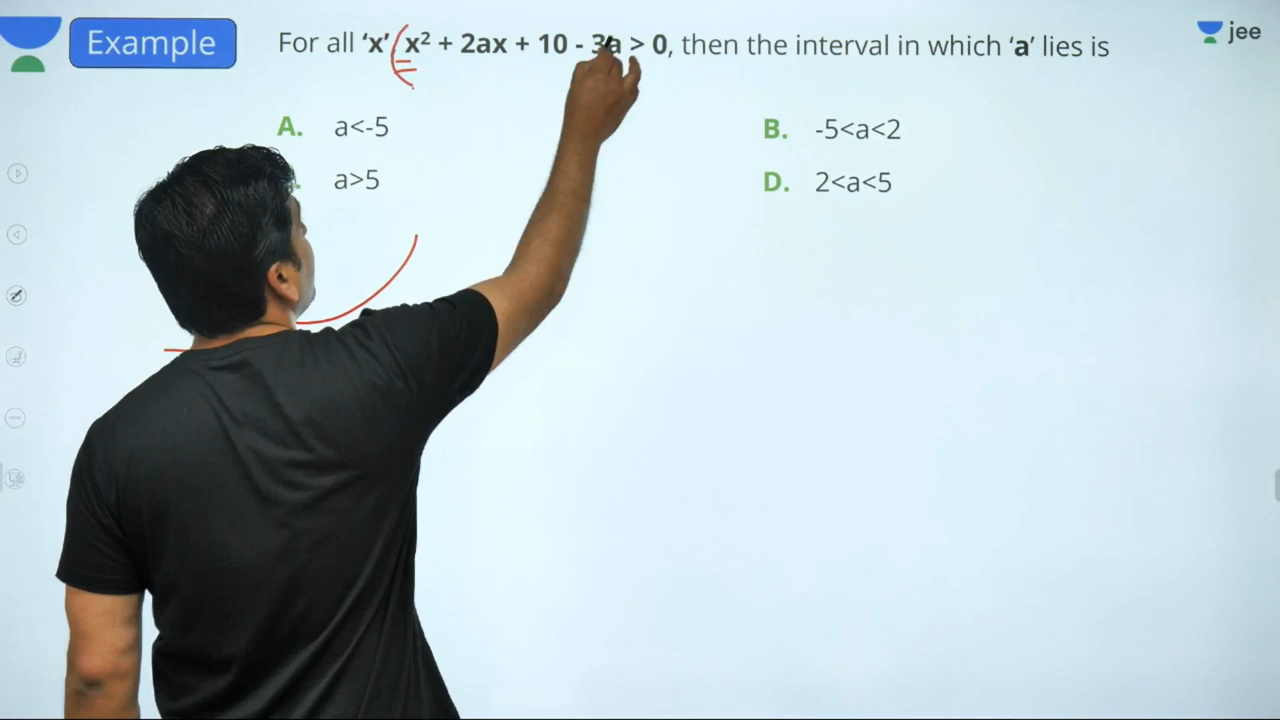 Example
For all ‘x’, x² + 2ax + 10 - 3a > 0, then the interval in which ‘a’ lies is
jee
A. a<-5
B. -5<a<2
a>5
D. 2<a<5